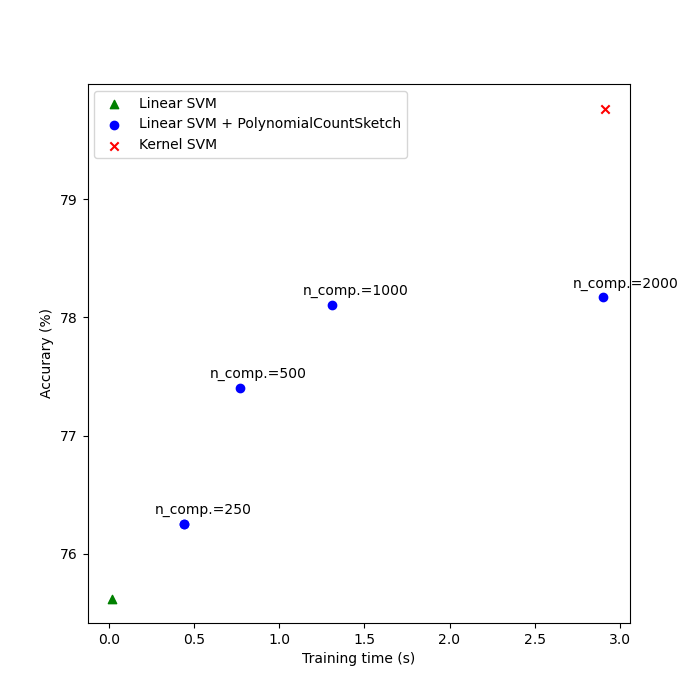 Linear SVM
Linear SVM + PolynomialCountSketch
Kernel SVM
79
n_comp.=2000
n_comp.=1000
78
Accurary (%)
n_comp.=500
77
n_comp.=250
76
0.0 0.5 1.0 1.5 2.0 2.5 3.0
Training time (s)